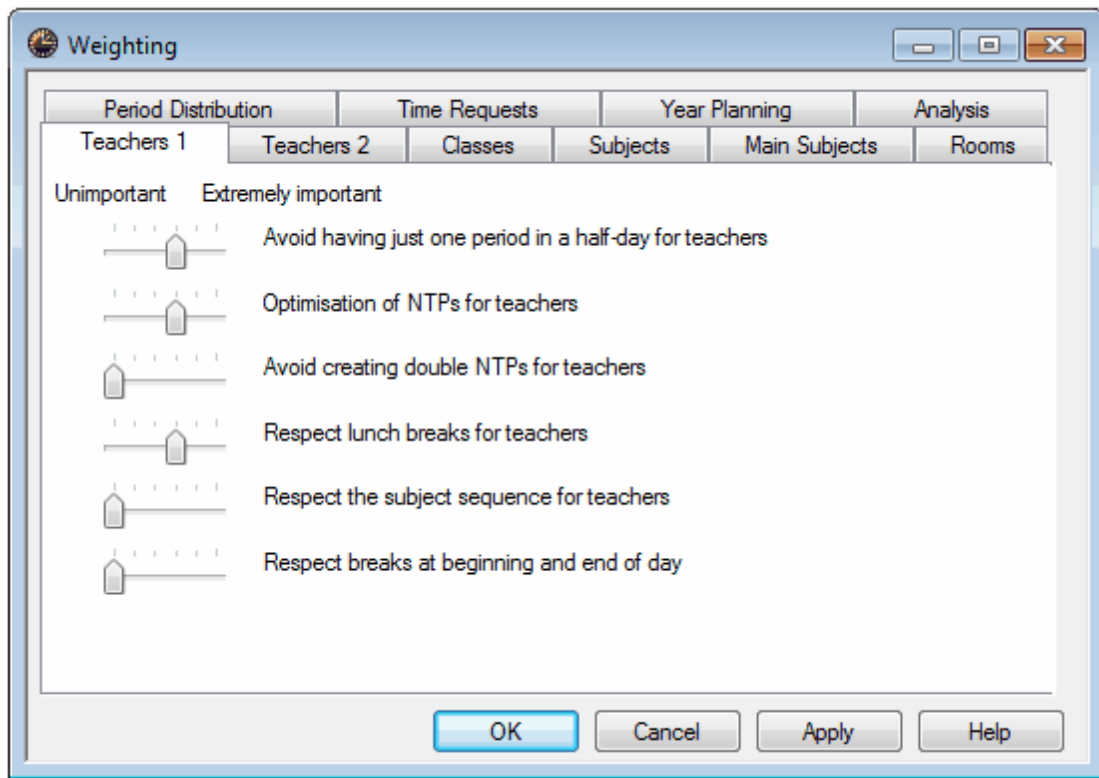 Weighting
Period Distribution Time Requests Year Planning Analysis
Teachers 1 Teachers 2 Classes Subjects Main Subjects Rooms
Unimportant Extremely important
Avoid having just one period in a half-day for teachers
Optimisation of NTPs for teachers
Avoid creating double NTPs for teachers
Respect lunch breaks for teachers
Respect the subject sequence for teachers
Respect breaks at beginning and end of day
OK Cancel Apply Help